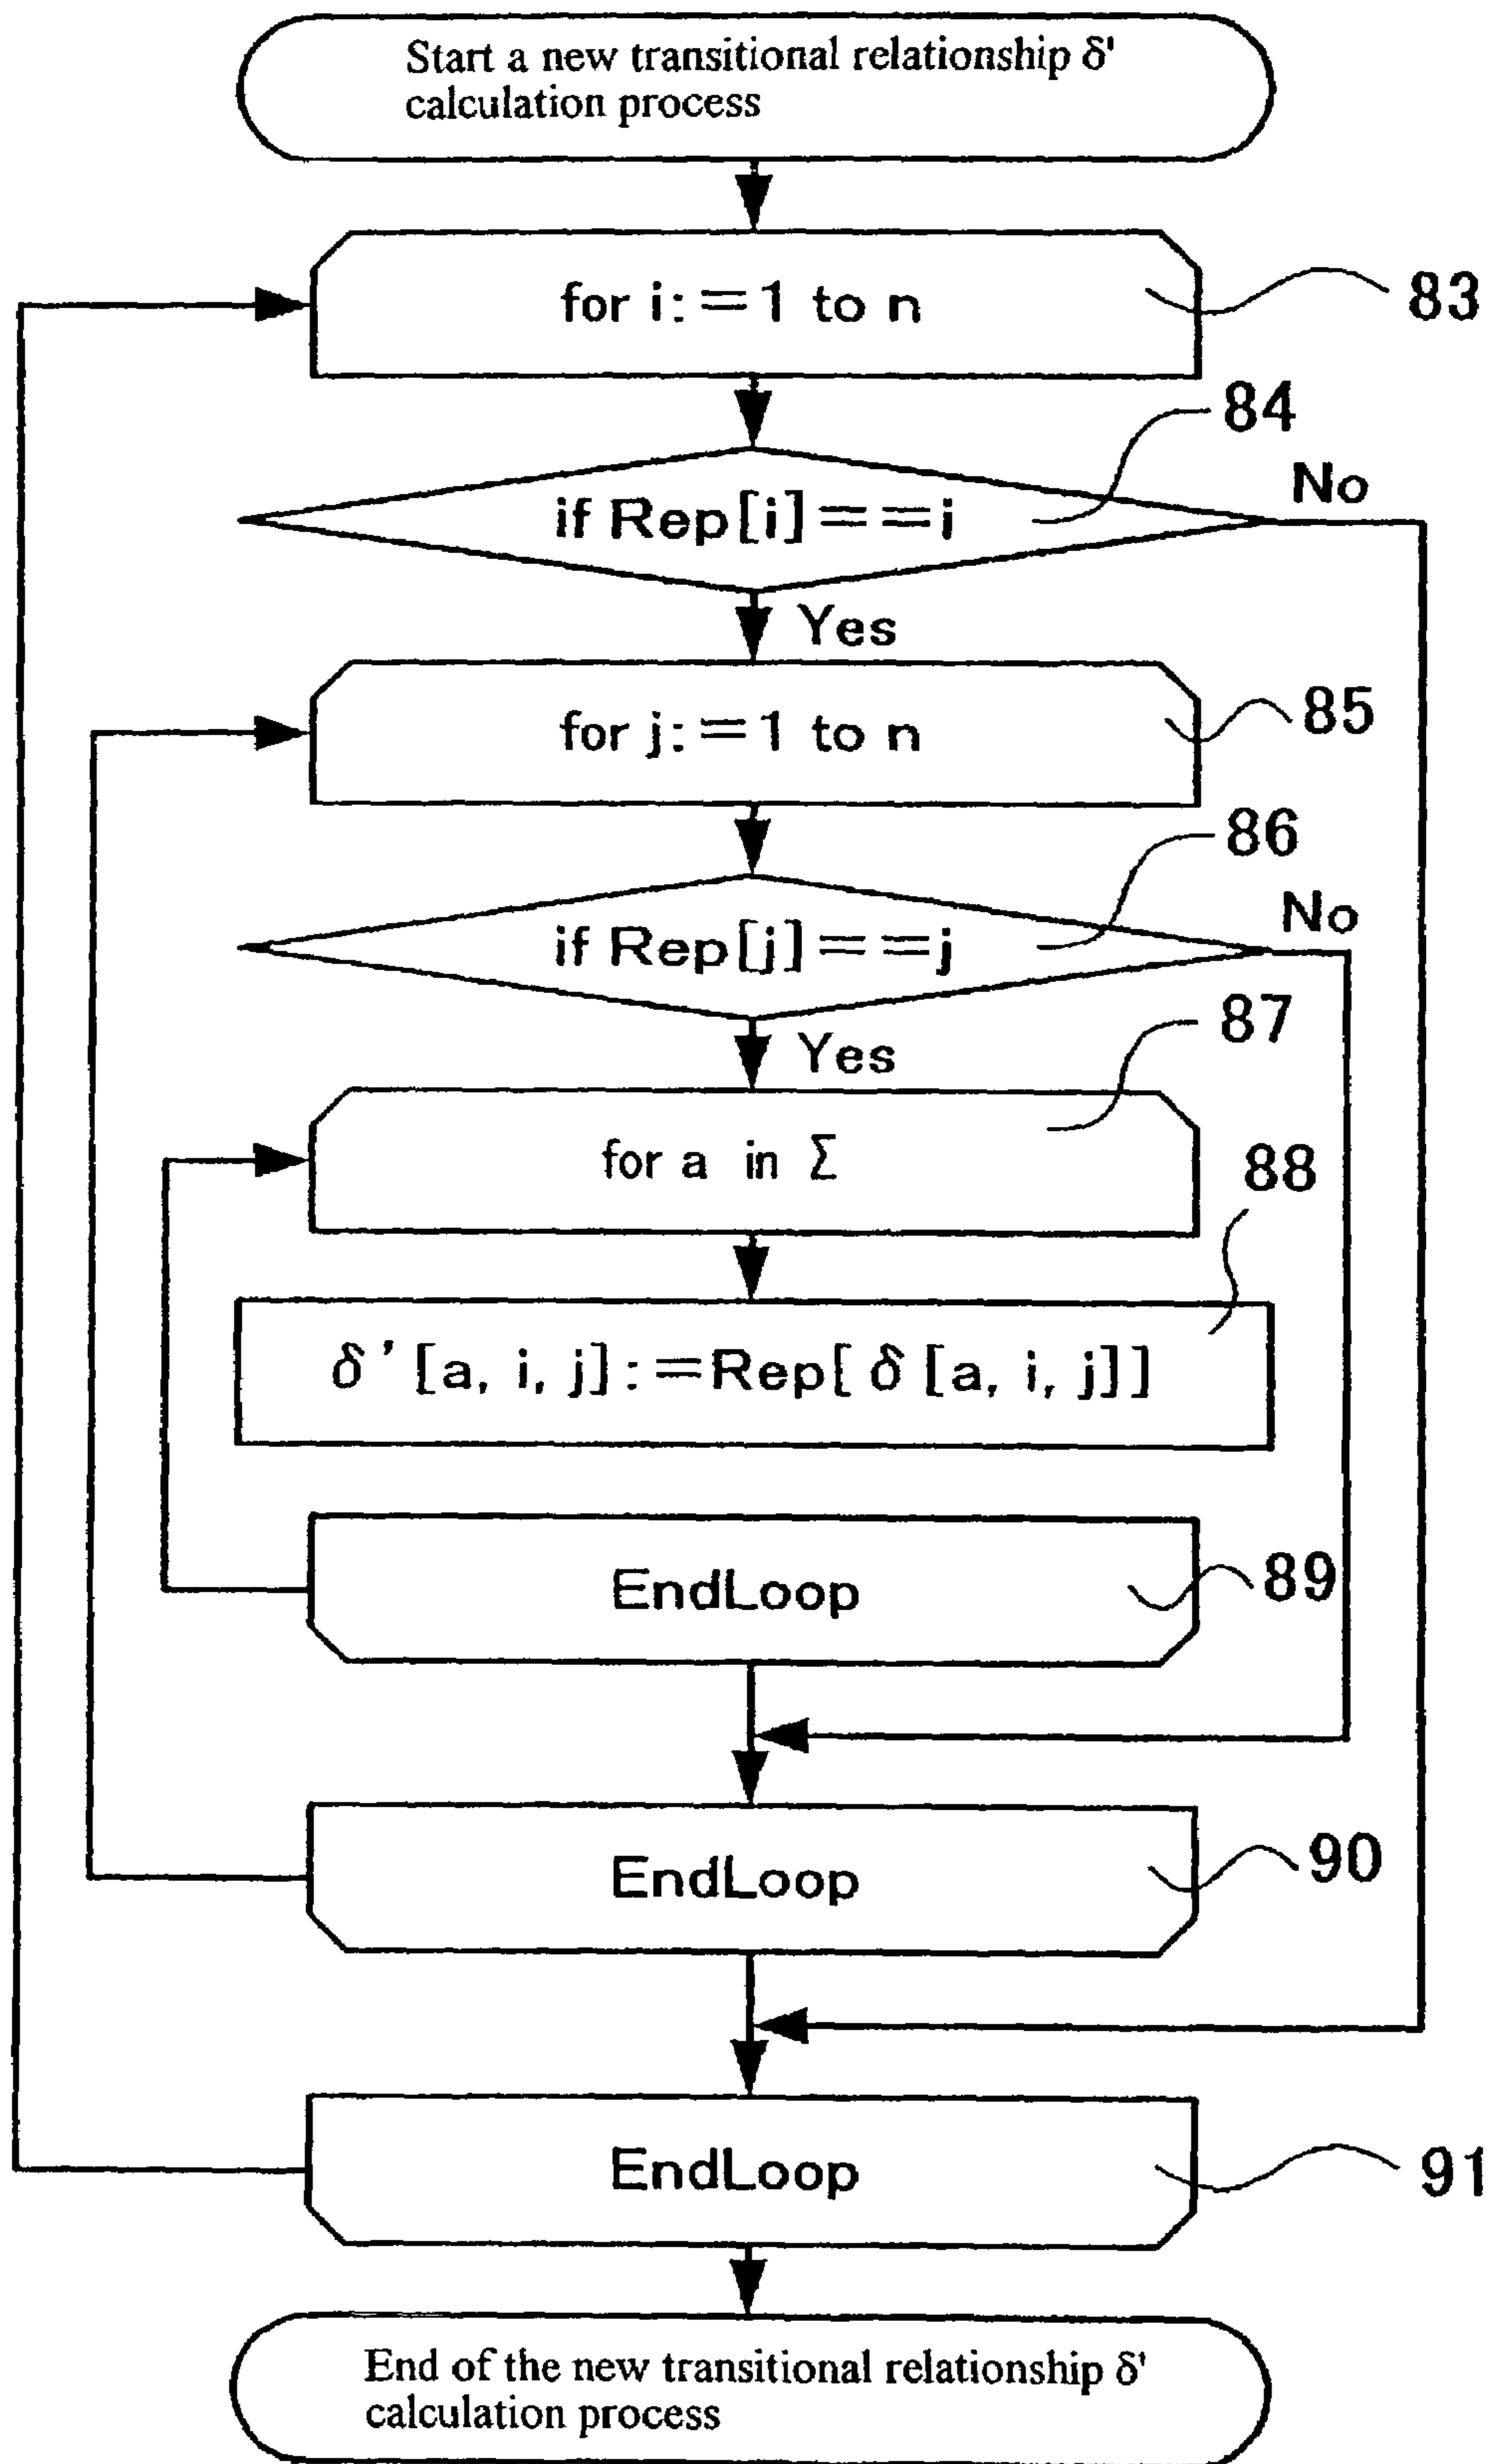 Start a new transitional relationship δ'
calculation process
for i:=1 to n
83
84
if Rep[i]==i
No
Yes
for j:=1 to n
85
86
if Rep[j]==j
No
Yes
87
for a in Σ
88
δ'[a, i, j]:=Rep[δ[a, i, j]]
EndLoop
89
EndLoop
90
EndLoop
91
End of the new transitional relationship δ'
calculation process